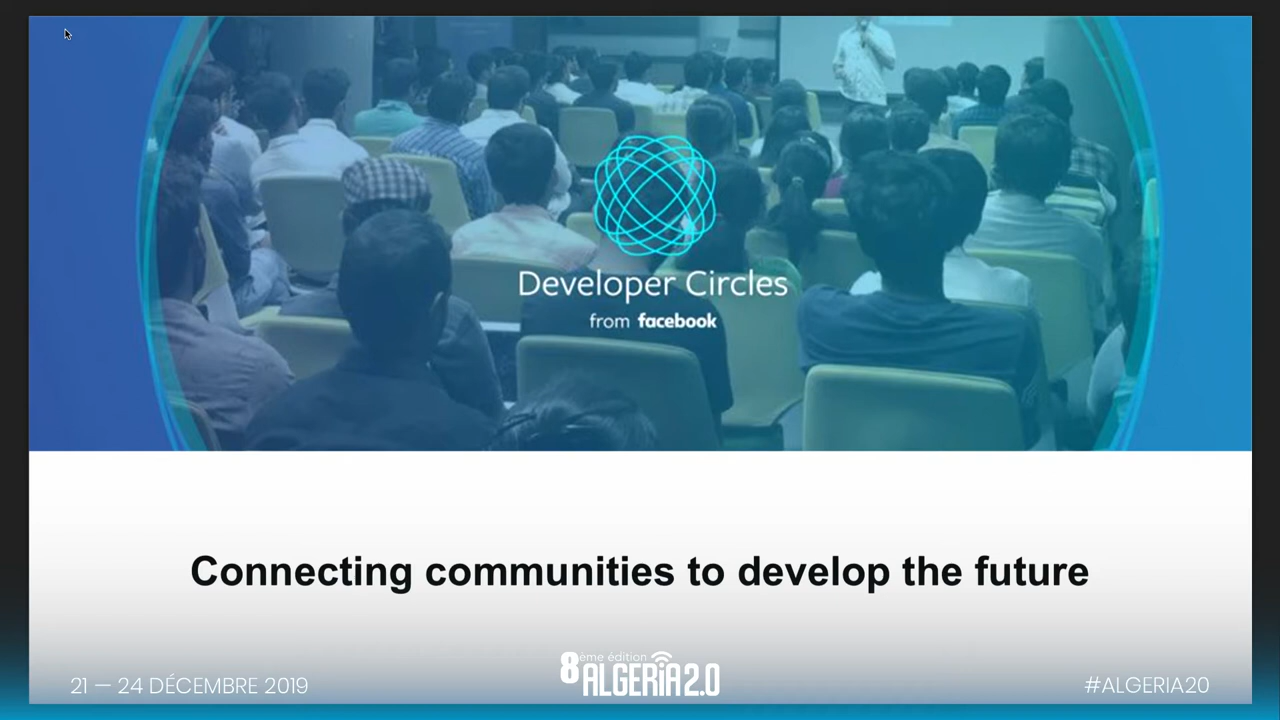 Developer Circles
from facebook
Connecting communities to develop the future
8ème édition
ALGERIA 2.0
21 — 24 DÉCEMBRE 2019
#ALGERIA20